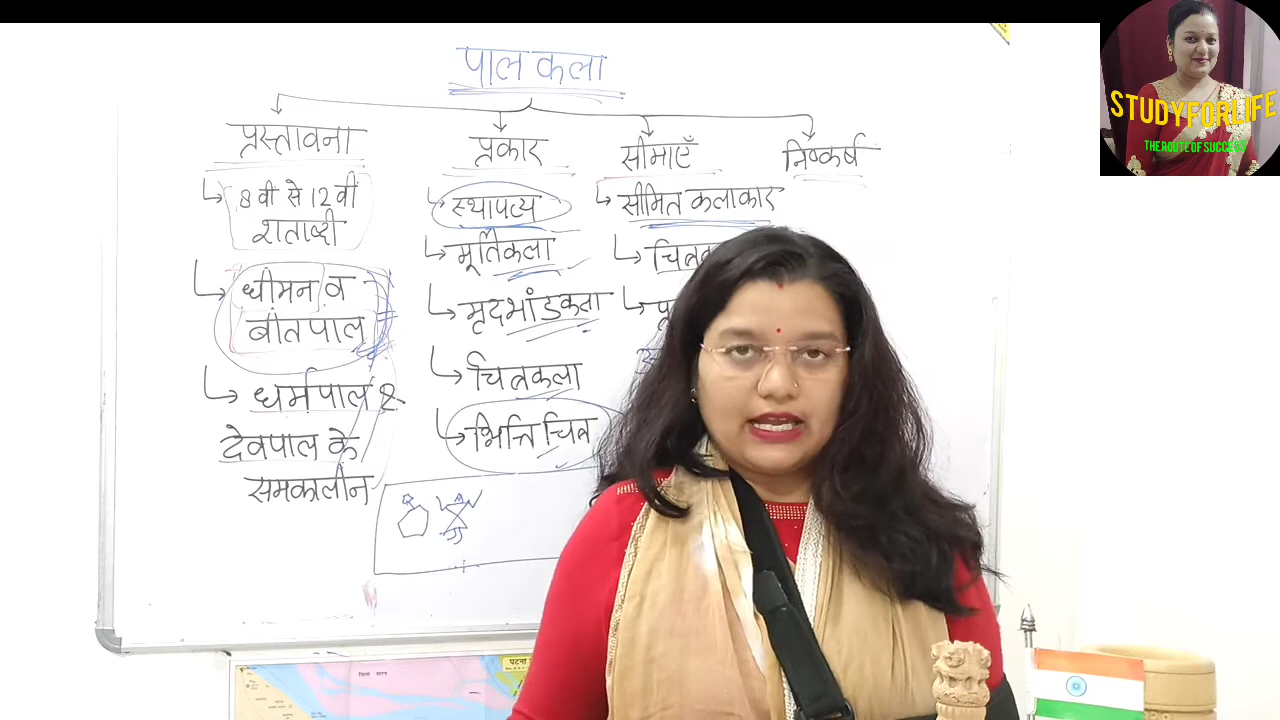 पाल कला
प्रस्तावना
8 वी से 12 वीं
शताब्दी
धीमन व
बीतपाल
धर्मपाल &
देवपाल के
समकालीन
प्रकार
स्थापत्य
मूर्तिकला
मृदभांडकला
चित्रकला
भित्ति चित्र
सीमाएँ
सीमित कलाकार
निष्कर्ष
STUDYFORLIFE
THE ROUTE OF SUCCESS
पटना